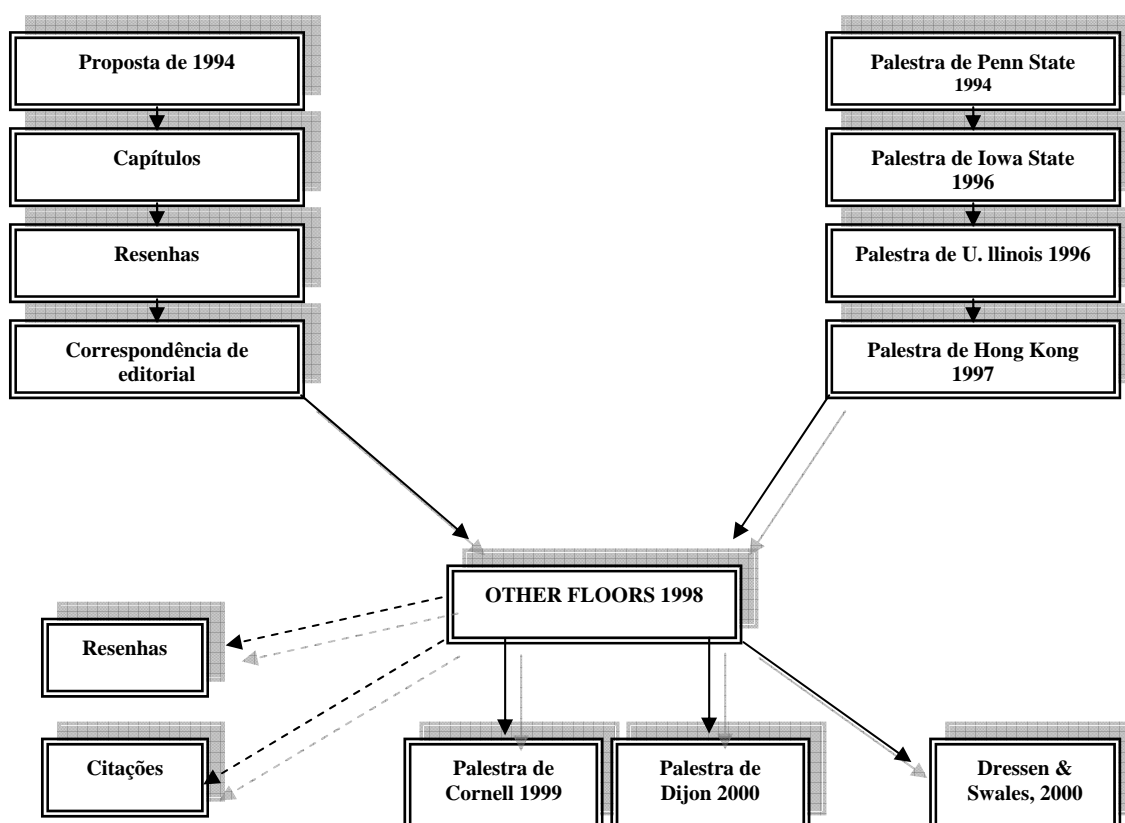 Proposta de 1994
Capítulos
Resenhas
Correspondência de
editorial
Palestra de Penn State
1994
Palestra de Iowa State
1996
Palestra de U. llinois 1996
Palestra de Hong Kong
1997
OTHER FLOORS 1998
Resenhas
Citações
Palestra de
Cornell 1999
Palestra de
Dijon 2000
Dressen &
Swales, 2000